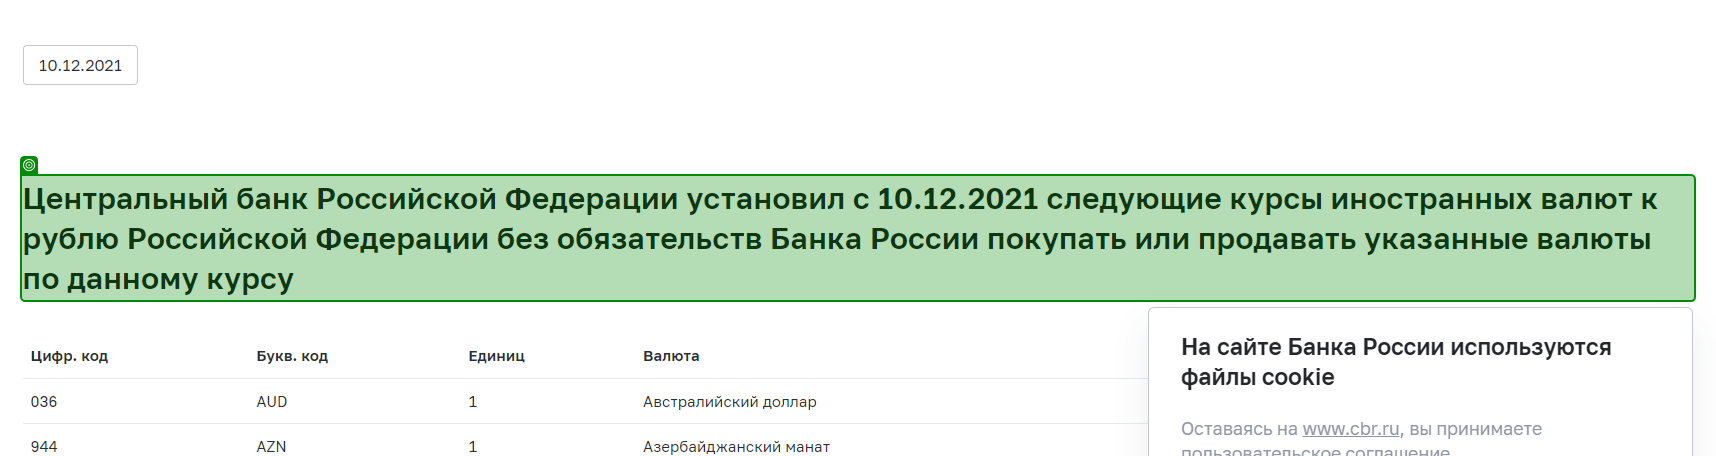 10.12.2021
Центральный банк Российской Федерации установил с 10.12.2021 следующие курсы иностранных валют к
рублю Российской Федерации без обязательств Банка России покупать или продавать указанные валюты
по данному курсу
Цифр. код Букв. код Единиц Валюта
036 AUD 1 Австралийский доллар
944 AZN 1 Азербайджанский манат
На сайте Банка России используются
файлы cookie
Оставаясь на www.cbr.ru, вы принимаете
пользовательское соглашение